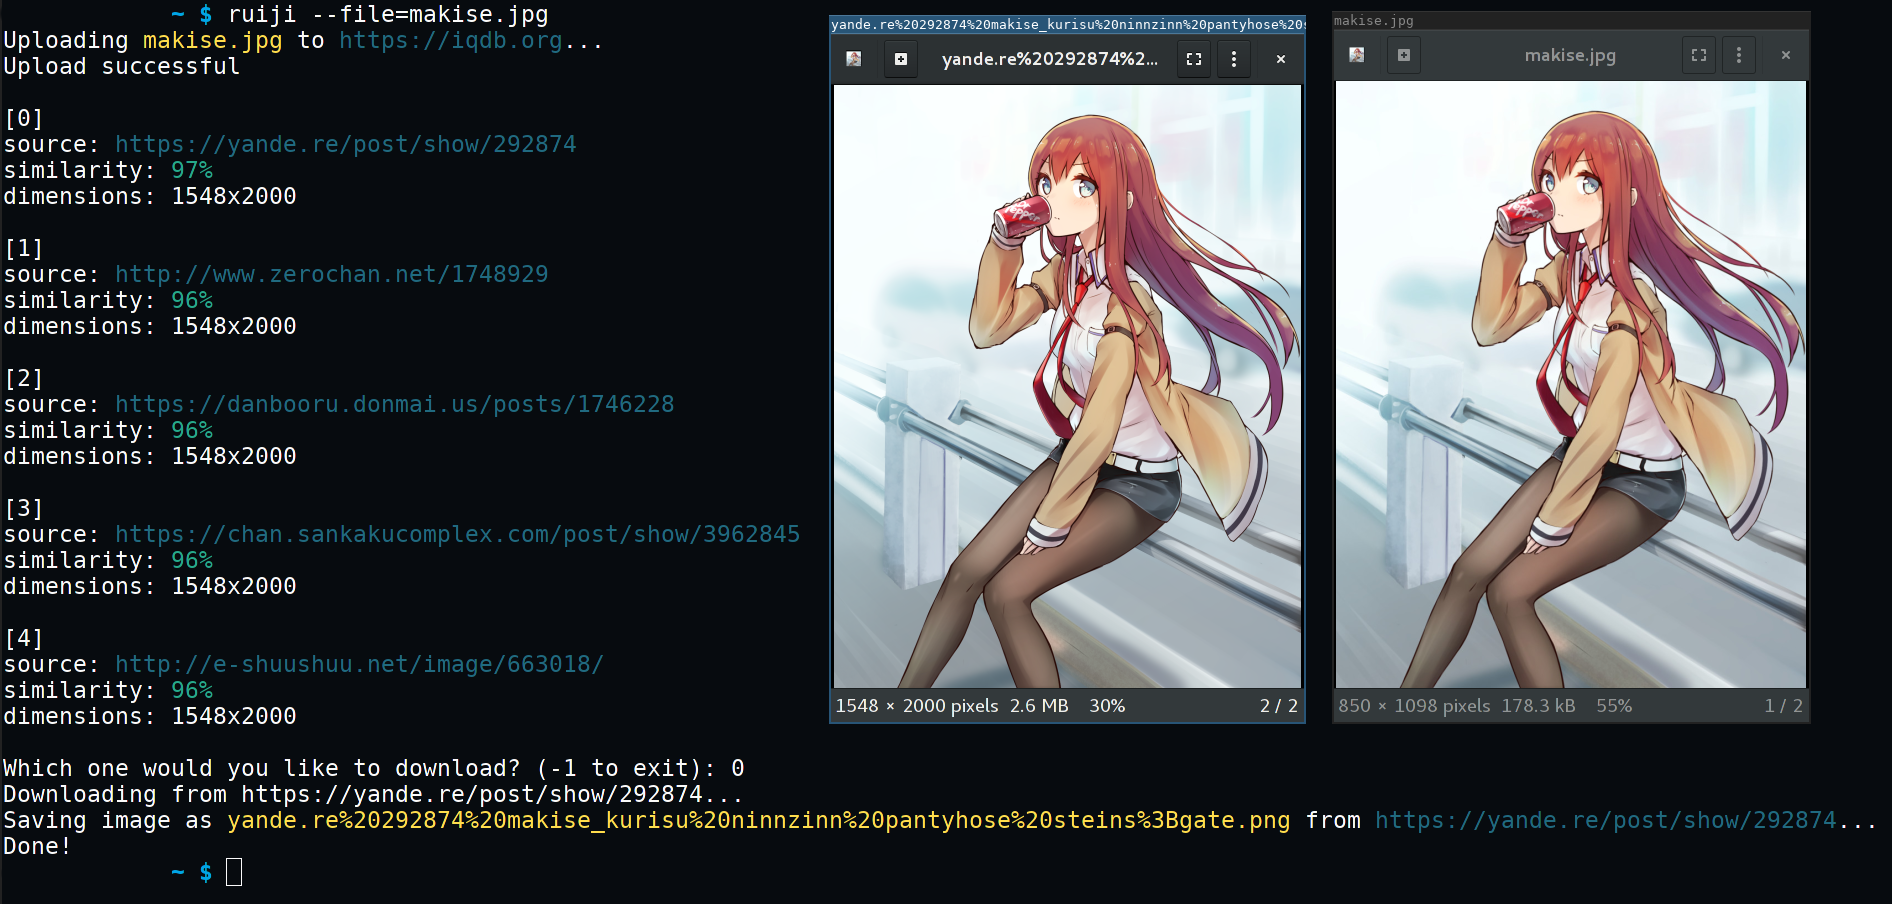 ~ $ ruiji --file=makise.jpg
Uploading makise.jpg to https://iqdb.org...
Upload successful
[0]
source: https://yande.re/post/show/292874
similarity: 97%
dimensions: 1548x2000
[1]
source: http://www.zerochan.net/1748929
similarity: 96%
dimensions: 1548x2000
[2]
source: https://danbooru.donmai.us/posts/1746228
similarity: 96%
dimensions: 1548x2000
[3]
source: https://chan.sankakucomplex.com/post/show/3962845
similarity: 96%
dimensions: 1548x2000
[4]
source: http://e-shuushuu.net/image/663018/
similarity: 96%
dimensions: 1548x2000
Which one would you like to download? (-1 to exit): 0
Downloading from https://yande.re/post/show/292874...
Saving image as yande.re%20292874%20makise_kurisu%20ninnzinn%20pantyhose%20steins%3Bgate.png from https://yande.re/post/show/292874...
Done!
~ $
yande.re%20292874%20makise_kurisu%20ninnzinn%20pantyhose%20s
yande.re%20292874%2...
Dr Pepper
1548 × 2000 pixels 2.6 MB 30% 2 / 2
makise.jpg
makise.jpg
Dr Pepper
850 × 1098 pixels 178.3 kB 55% 1 / 2